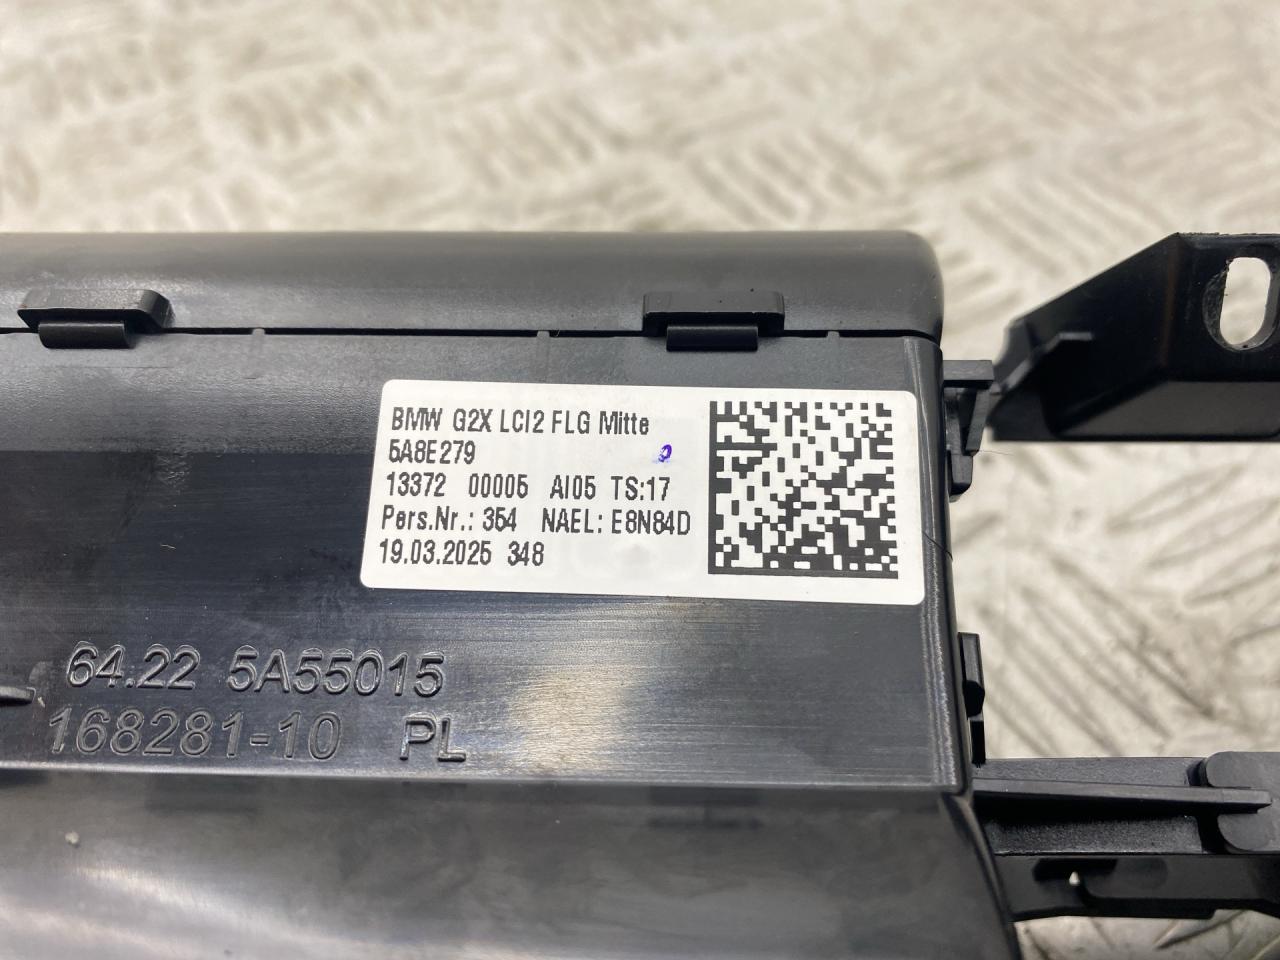 BMW G2X LCI2 FLG Mitte
5A8E279
13372 00005 AI05 TS:17
Pers.Nr.: 354 NAEL: E8N84D
19.03.2025 348
64.22 5A55015
168281-10 PL